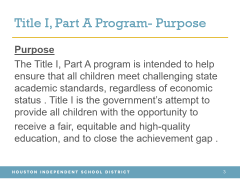 Title I, Part A Program- Purpose
Purpose
The Title I, Part A program is intended to help
ensure that all children meet challenging state
academic standards, regardless of economic
status . Title I is the government's attempt to
provide all children with the opportunity to
receive a fair, equitable and high-quality
education, and to close the achievement gap .
HOUSTON INDEPENDENT SCHOOL DISTRICT